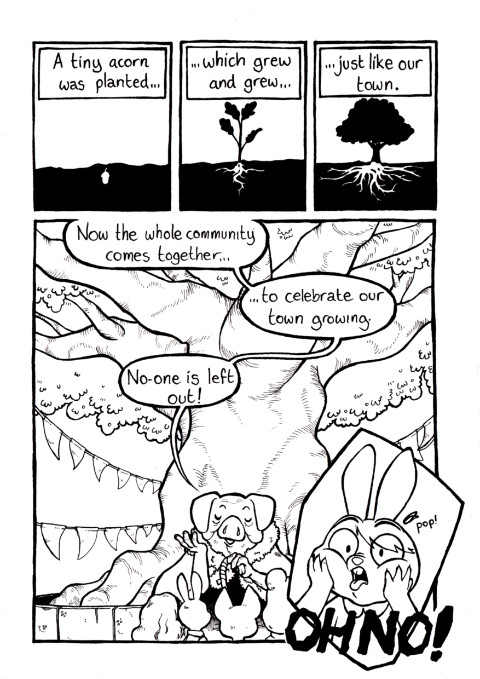 A tiny acorn
was planted...
...which grew
and grew...
...just like our
town.
Now the whole community
comes together...
...to celebrate our
town growing.
No-one is left
out!
pop!
OH NO!